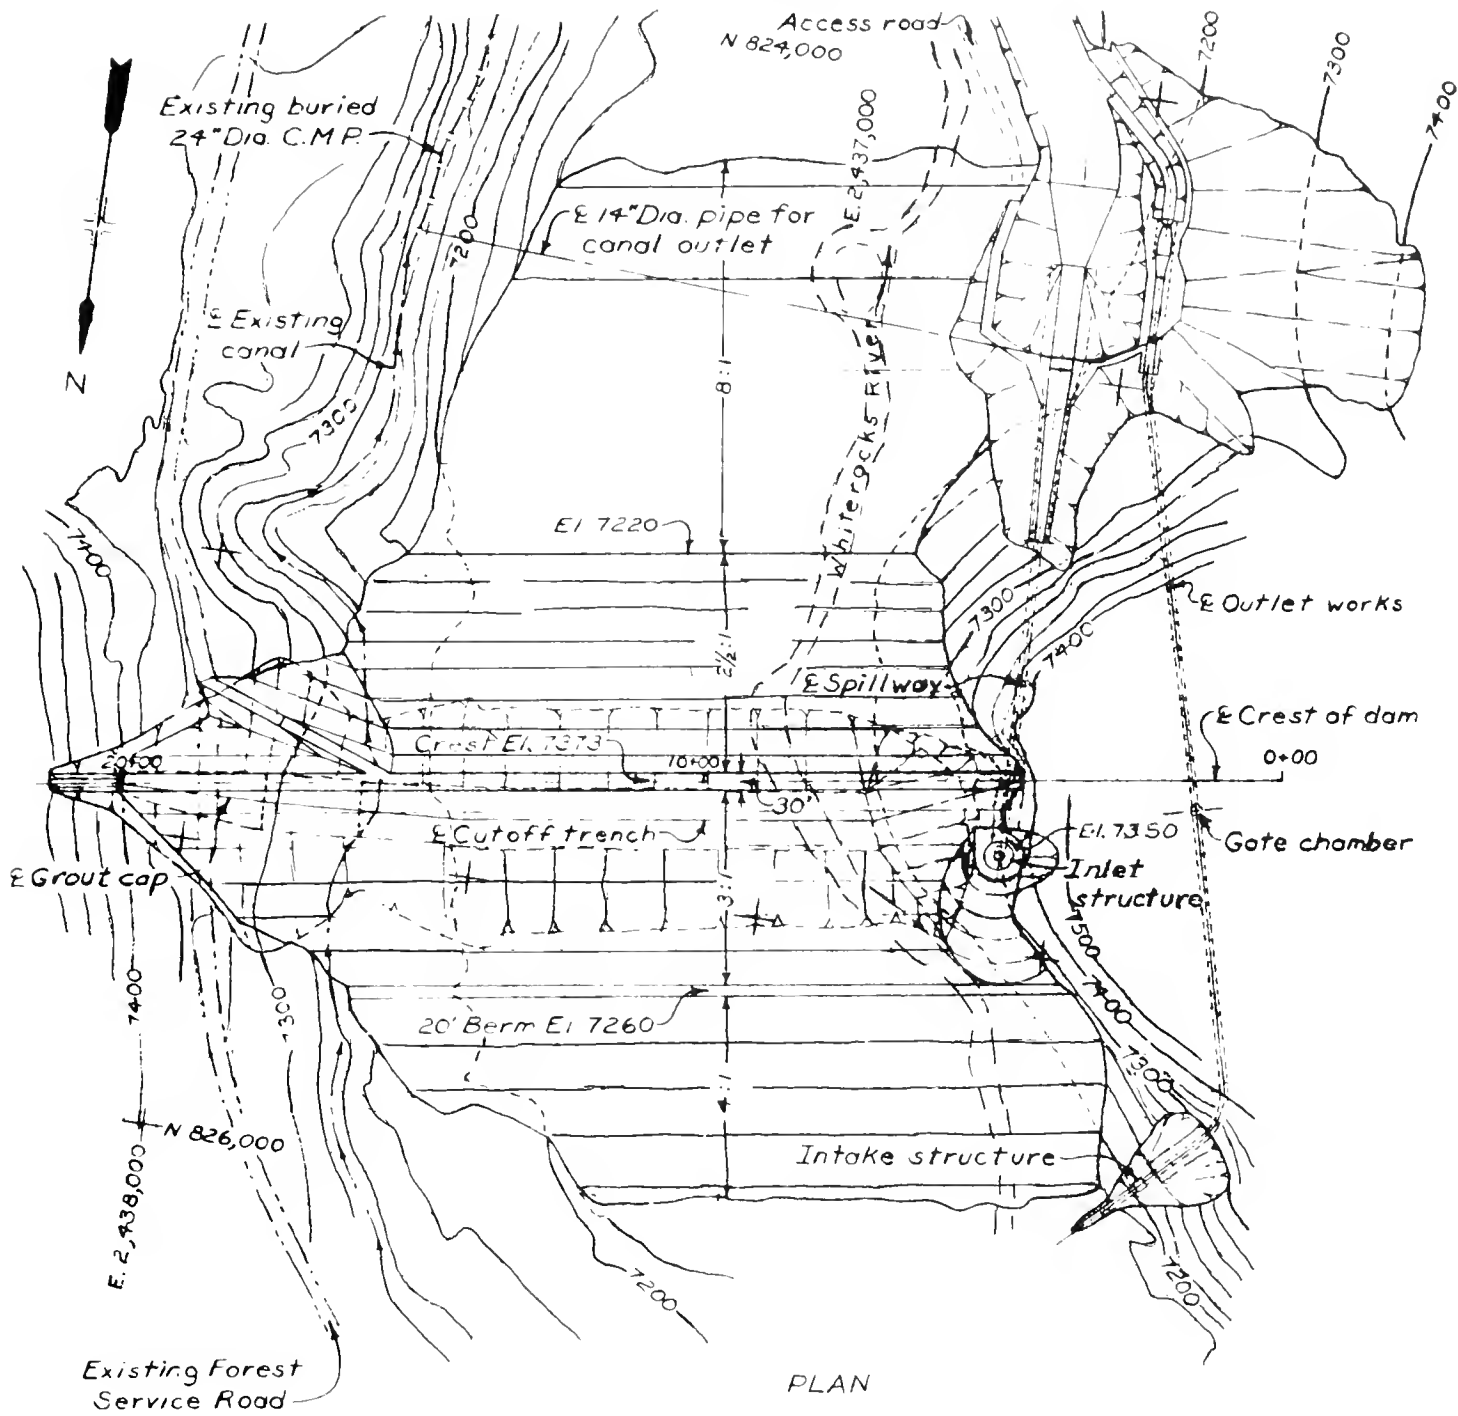 Access road
N 824,000
7200
7300
7400
Existing buried
24" Dia. C.M.P.
E. 2,437,000
℄ 14" Dia. pipe for
canal outlet
7200
℄ Existing
canal
N
8:1
Whiterocks River
7300
El 7220
7400
℄ Outlet works
7300
7400
2½:1
℄ Spillway
℄ Crest of dam
Crest El. 7373
20+00
10+00
0+00
30'
℄ Cutoff trench
El. 7350
Gate chamber
℄ Grout cap
Inlet
structure
3:1
7500
7400
7400
7300
20' Berm El 7260
7300
4:1
N 826,000
Intake structure
E. 2,438,000
7200
7200
Existing Forest
Service Road
PLAN